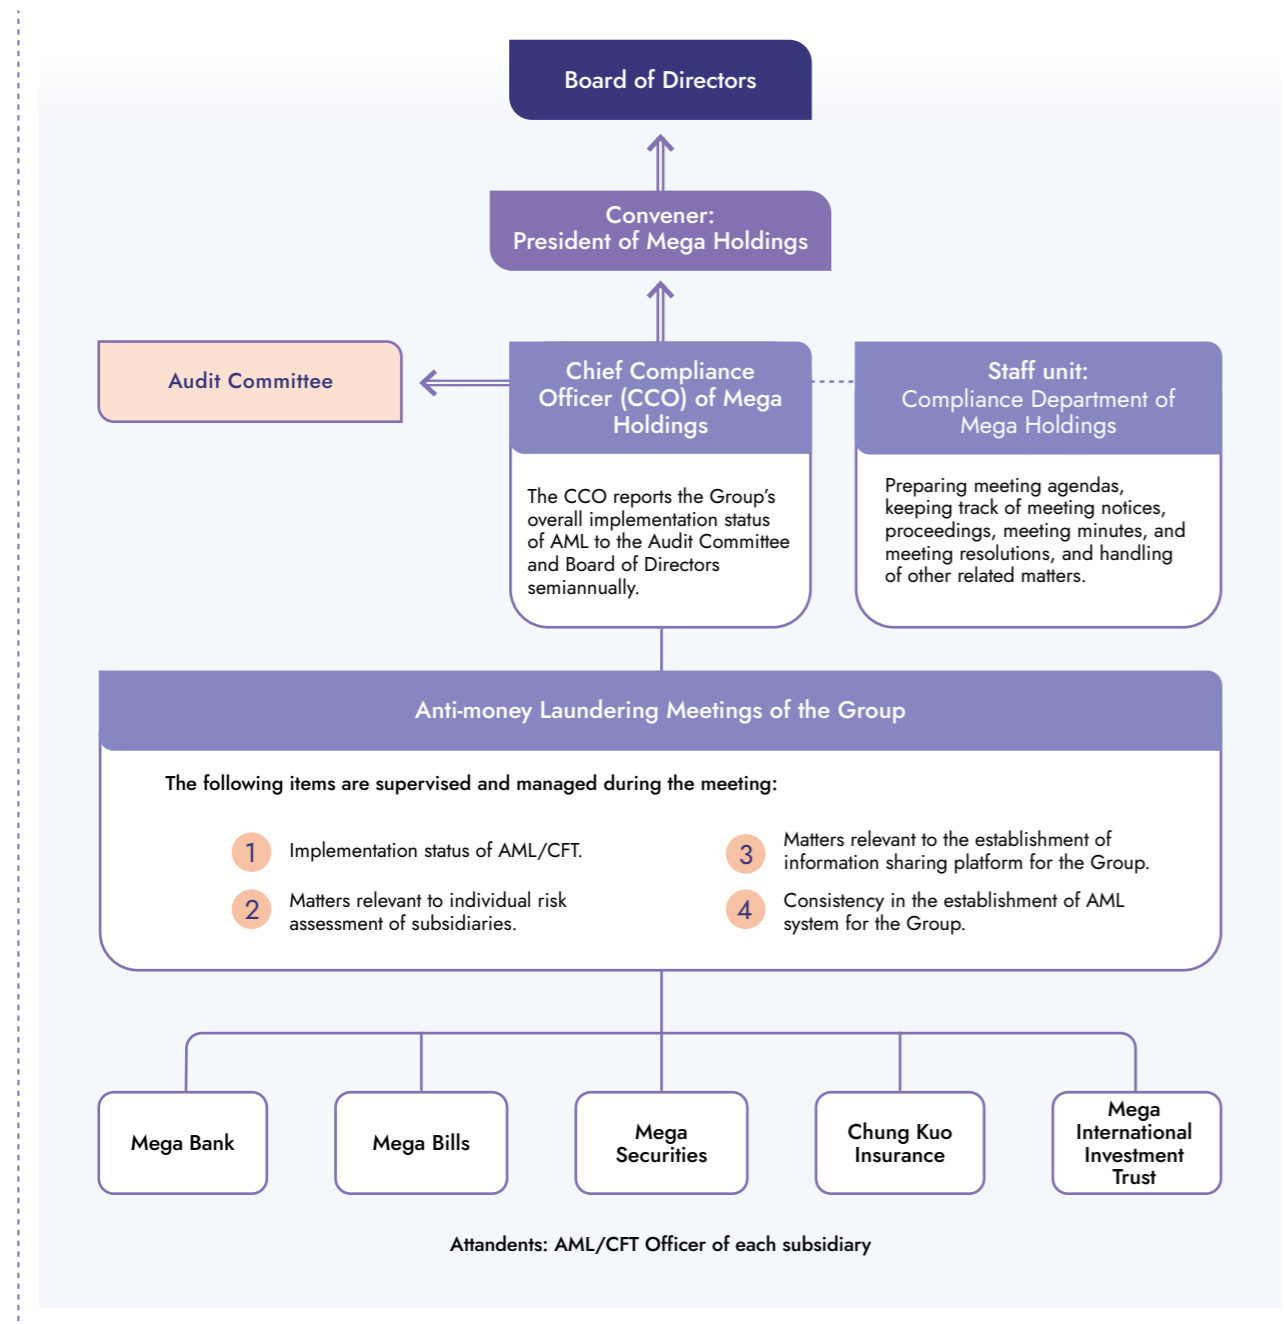 Board of Directors
Convener:
President of Mega Holdings
Audit Committee
Chief Compliance
Officer (CCO) of Mega
Holdings
The CCO reports the Group's
overall implementation status
of AML to the Audit Committee
and Board of Directors
semiannually.
Staff unit:
Compliance Department of
Mega Holdings
Preparing meeting agendas,
keeping track of meeting notices,
proceedings, meeting minutes, and
meeting resolutions, and handling
of other related matters.
Anti-money Laundering Meetings of the Group
The following items are supervised and managed during the meeting:
1 Implementation status of AML/CFT.
2 Matters relevant to individual risk
assessment of subsidiaries.
3 Matters relevant to the establishment of
information sharing platform for the Group.
4 Consistency in the establishment of AML
system for the Group.
Mega Bank
Mega Bills
Mega
Securities
Chung Kuo
Insurance
Mega
International
Investment
Trust
Attandents: AML/CFT Officer of each subsidiary